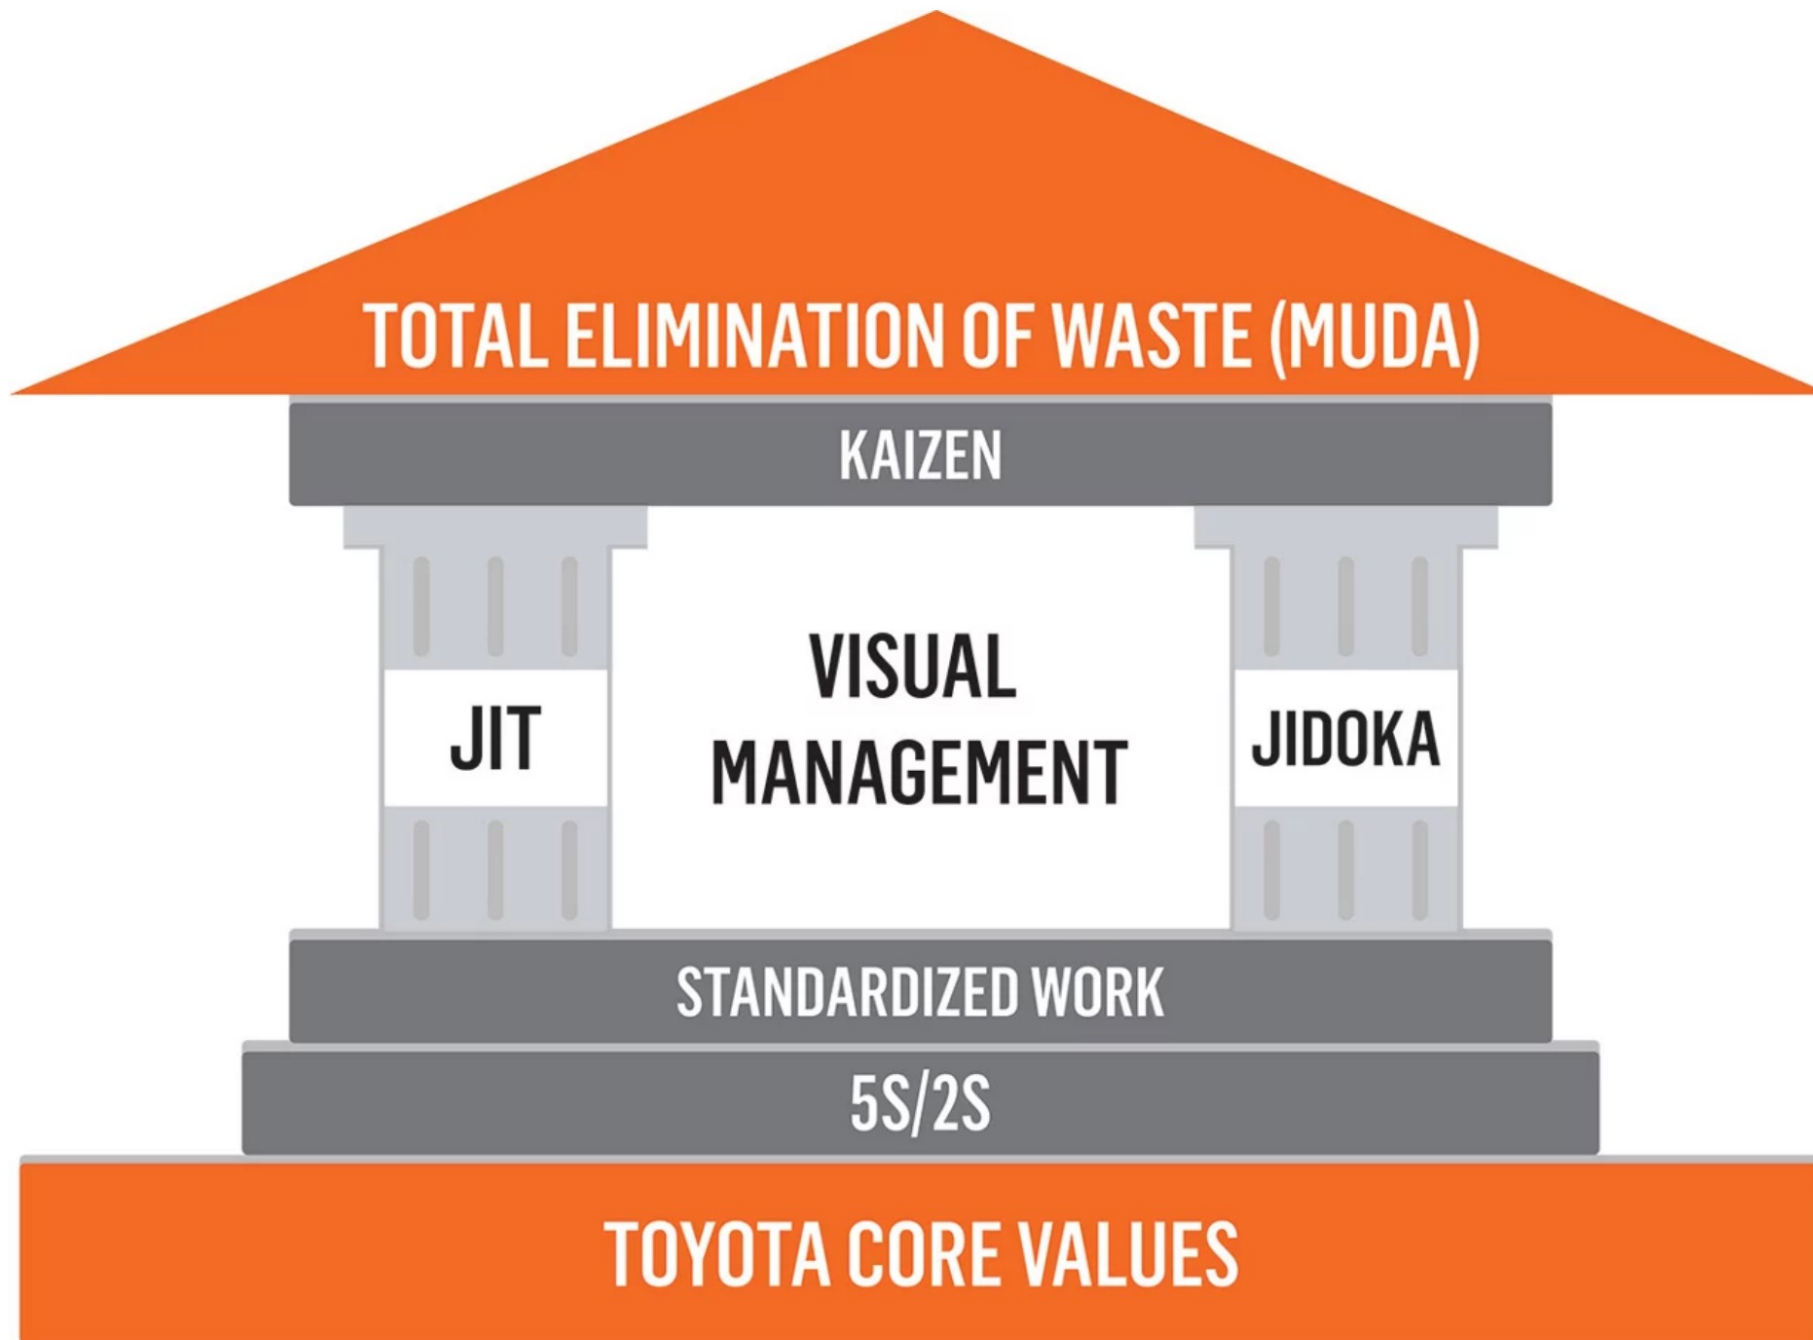 TOTAL ELIMINATION OF WASTE (MUDA)
KAIZEN
JIT
VISUAL
MANAGEMENT
JIDOKA
STANDARDIZED WORK
5S/2S
TOYOTA CORE VALUES